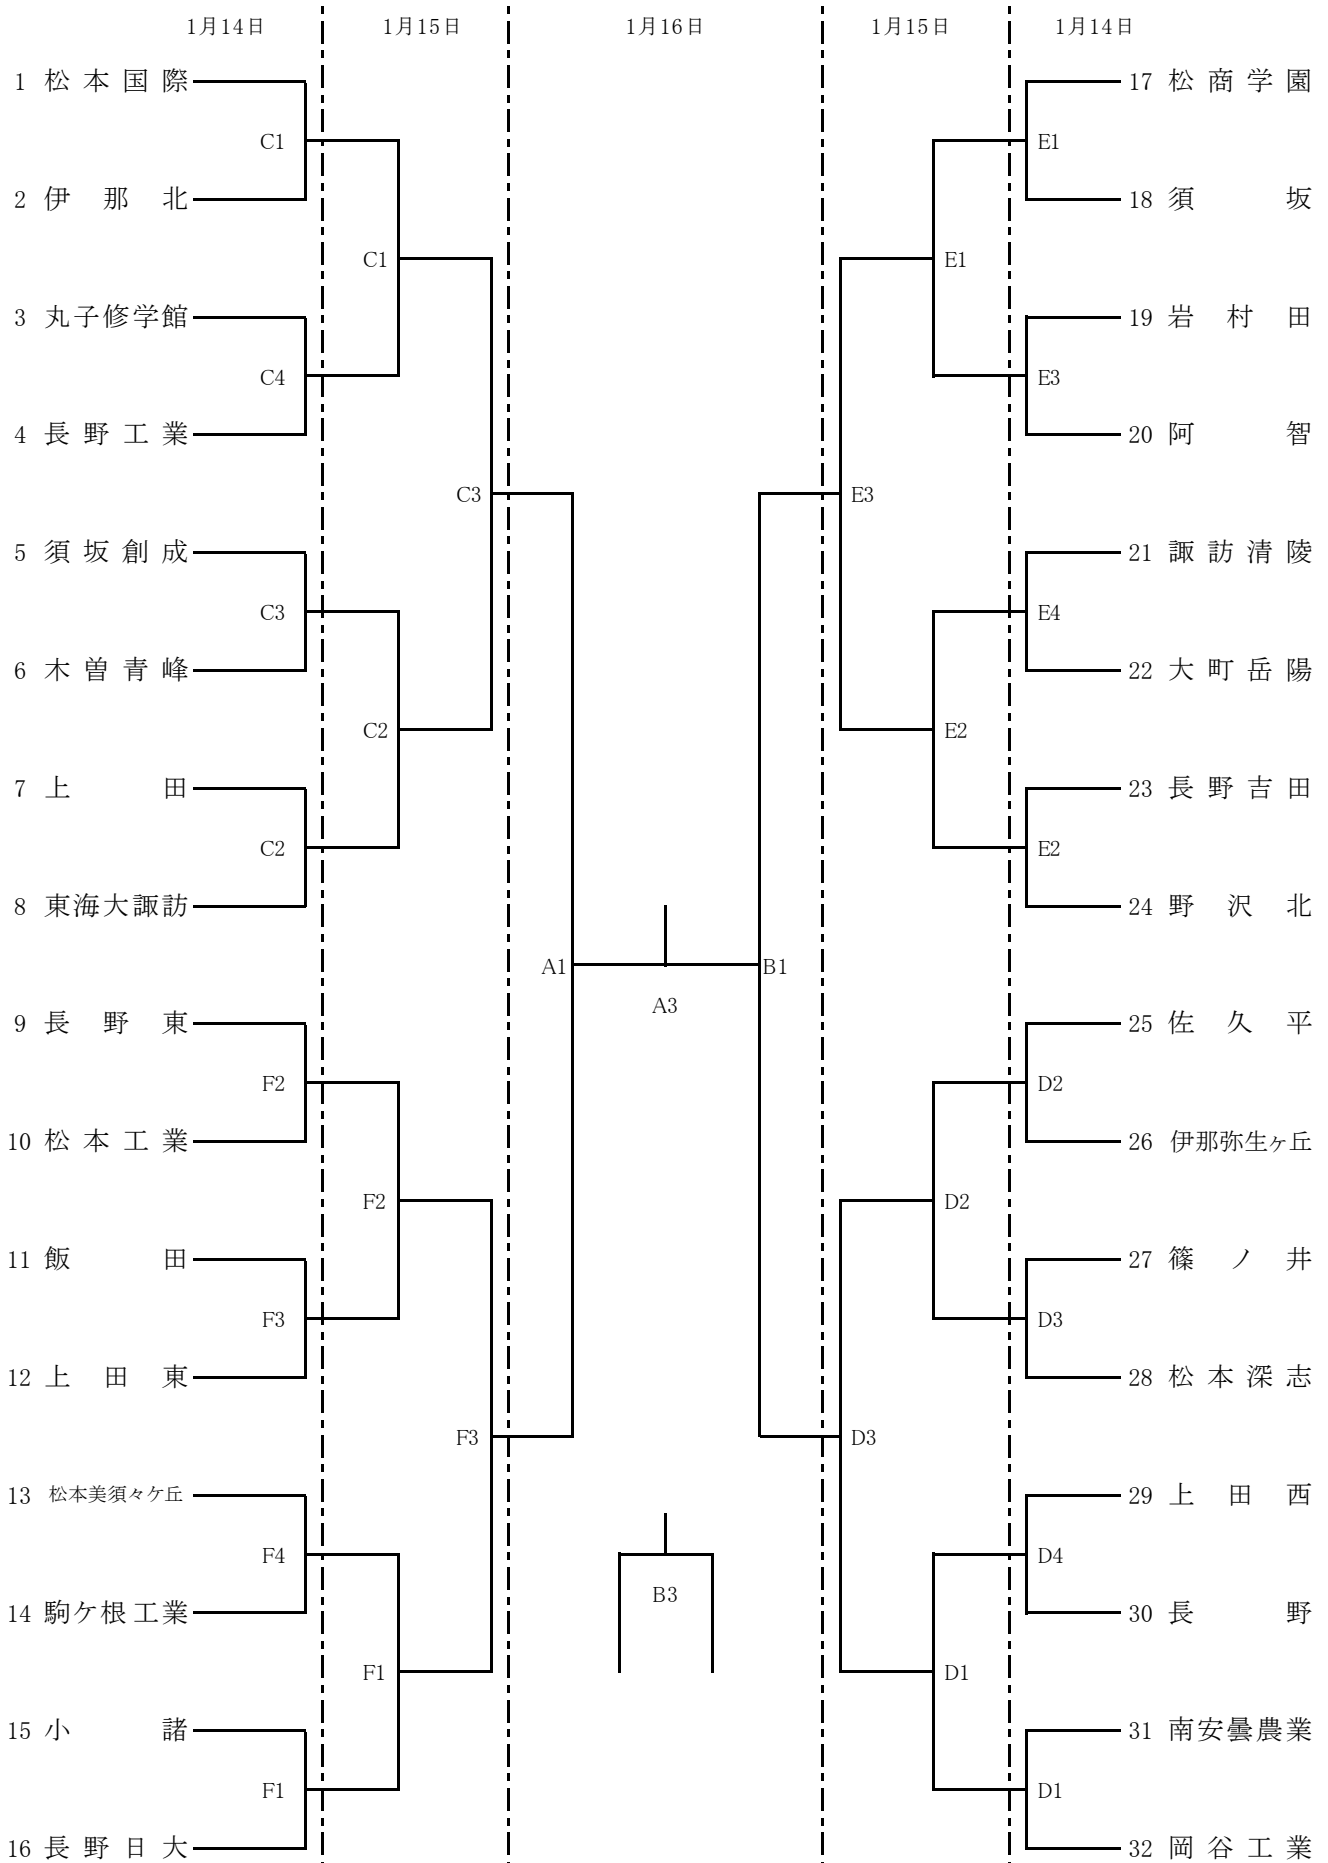 1月14日 1月15日 1月16日 1月15日 1月14日
1 松本国際 17 松商学園
C1 E1
2 伊那北 18 須坂
C1 E1
3 丸子修学館 19 岩村田
C4 E3
4 長野工業 20 阿智
C3 E3
5 須坂創成 21 諏訪清陵
C3 E4
6 木曽青峰 22 大町岳陽
C2 E2
7 上田 23 長野吉田
C2 E2
8 東海大諏訪 24 野沢北
A1 B1
A3
9 長野東 25 佐久平
F2 D2
10 松本工業 26 伊那弥生ヶ丘
F2 D2
11 飯田 27 篠ノ井
F3 D3
12 上田東 28 松本深志
F3 D3
13 松本美須々ケ丘 29 上田西
F4 D4
B3
14 駒ケ根工業 30 長野
F1 D1
15 小諸 31 南安曇農業
F1 D1
16 長野日大 32 岡谷工業